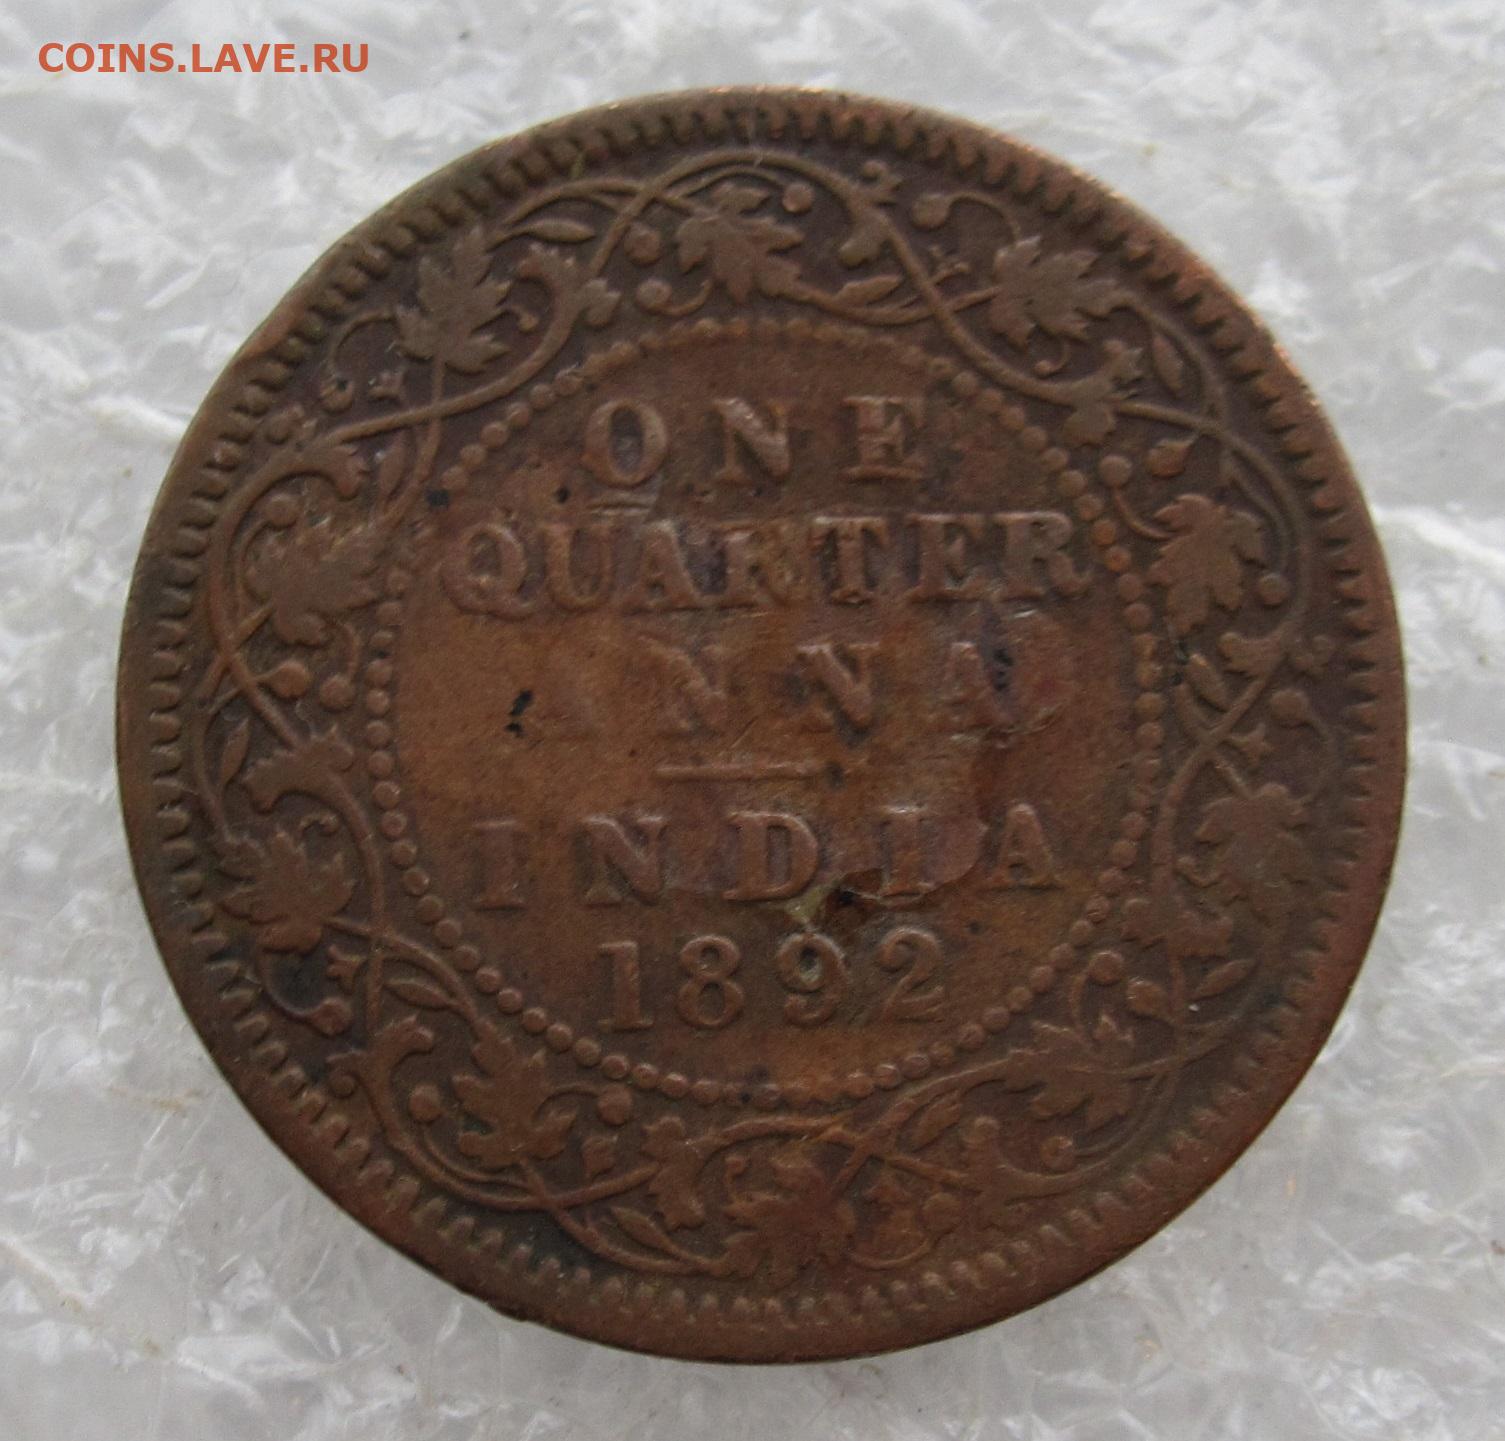 COINS.LAVE.RU
ONE
QUARTER
ANNA
INDIA
1892